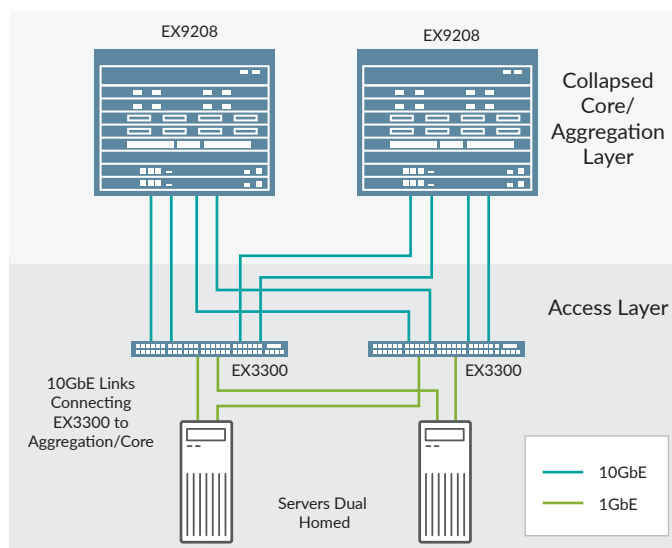 EX9208
EX9208
Collapsed
Core/
Aggregation
Layer
Access Layer
EX3300
EX3300
10GbE Links
Connecting
EX3300 to
Aggregation/Core
Servers Dual
Homed
10GbE
1GbE